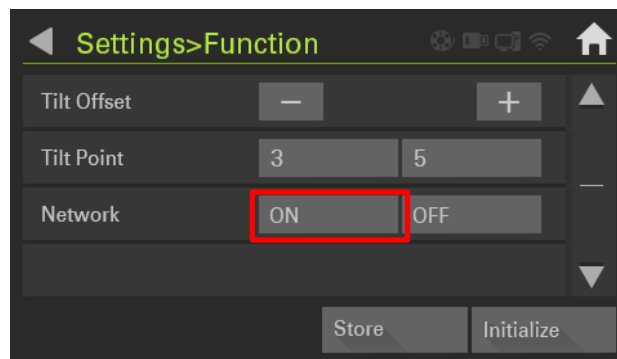 Settings>Function
Tilt Offset − +
Tilt Point 3 5
Network ON OFF
Store Initialize